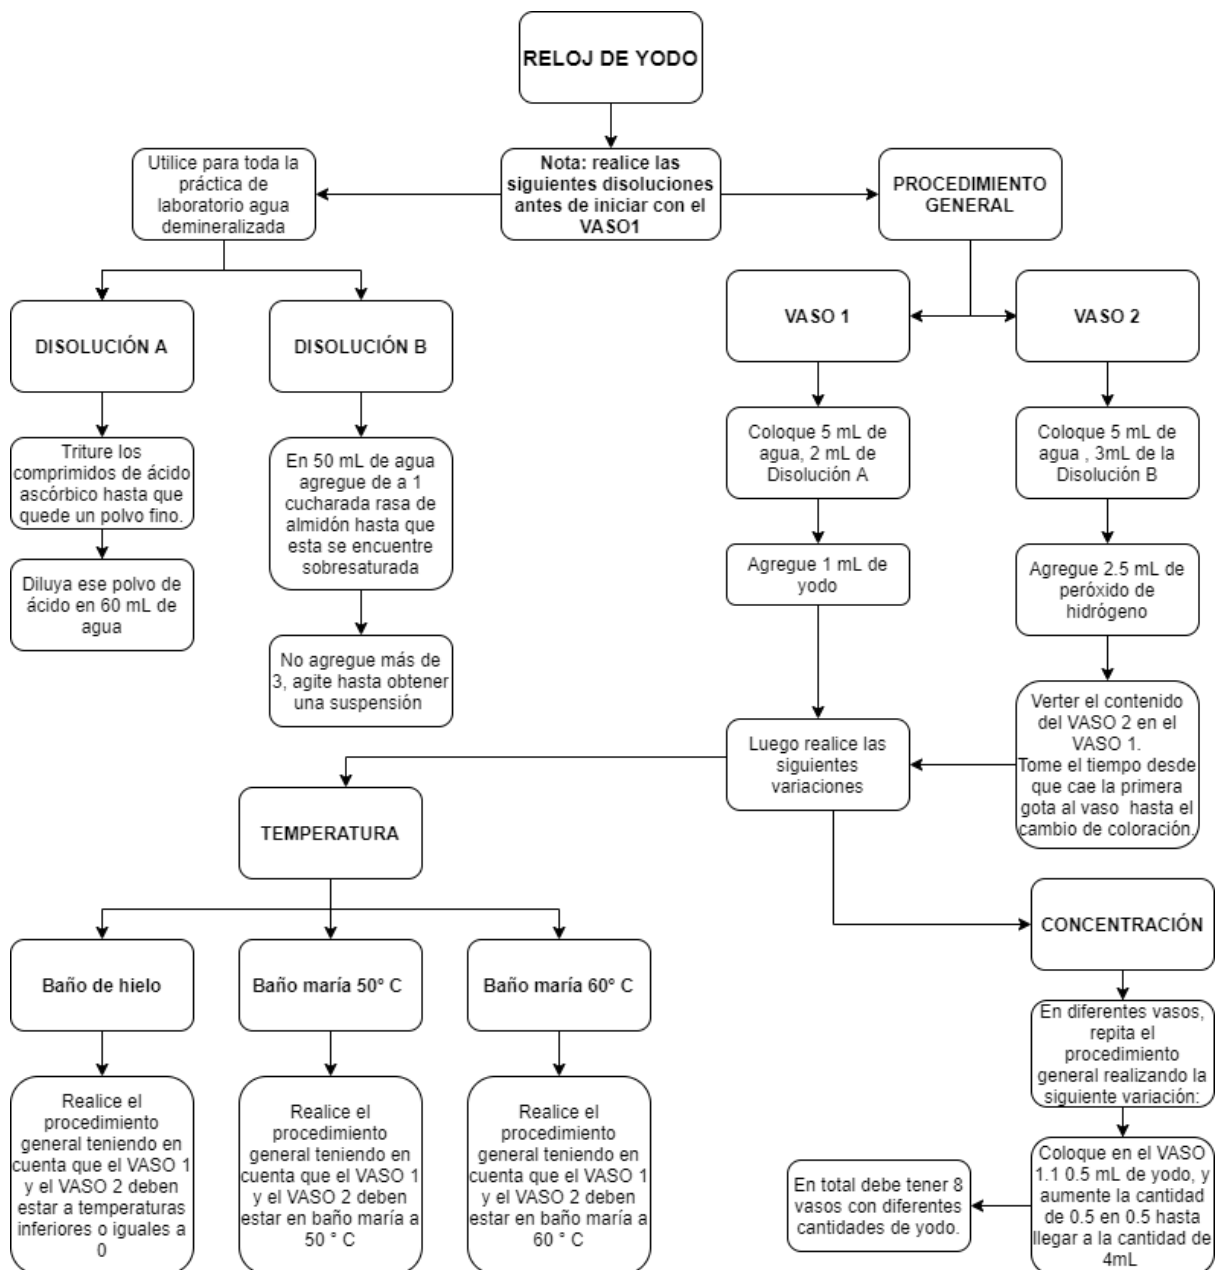 RELOJ DE YODO
Utilice para toda la
práctica de
laboratorio agua
demineralizada
Nota: realice las
siguientes disoluciones
antes de iniciar con el
VASO1
PROCEDIMIENTO
GENERAL
DISOLUCIÓN A
DISOLUCIÓN B
VASO 1
VASO 2
Triture los
comprimidos de ácido
ascórbico hasta que
quede un polvo fino.
Diluya ese polvo de
ácido en 60 mL de
agua
En 50 mL de agua
agregue de a 1
cucharada rasa de
almidón hasta que
esta se encuentre
sobresaturada
No agregue más de
3, agite hasta obtener
una suspensión
Coloque 5 mL de
agua, 2 mL de
Disolución A
Agregue 1 mL de
yodo
Coloque 5 mL de
agua , 3mL de la
Disolución B
Agregue 2.5 mL de
peróxido de
hidrógeno
Verter el contenido
del VASO 2 en el
VASO 1.
Tome el tiempo desde
que cae la primera
gota al vaso hasta el
cambio de coloración.
Luego realice las
siguientes
variaciones
TEMPERATURA
Baño de hielo
Baño maría 50° C
Baño maría 60° C
Realice el
procedimiento
general teniendo en
cuenta que el VASO 1
y el VASO 2 deben
estar a temperaturas
inferiores o iguales a
0
Realice el
procedimiento
general teniendo en
cuenta que el VASO 1
y el VASO 2 deben
estar en baño maría a
50 ° C
Realice el
procedimiento
general teniendo en
cuenta que el VASO 1
y el VASO 2 deben
estar en baño maría a
60 ° C
CONCENTRACIÓN
En diferentes vasos,
repita el
procedimiento
general realizando la
siguiente variación:
Coloque en el VASO
1.1 0.5 mL de yodo, y
aumente la cantidad
de 0.5 en 0.5 hasta
llegar a la cantidad de
4mL
En total debe tener 8
vasos con diferentes
cantidades de yodo.